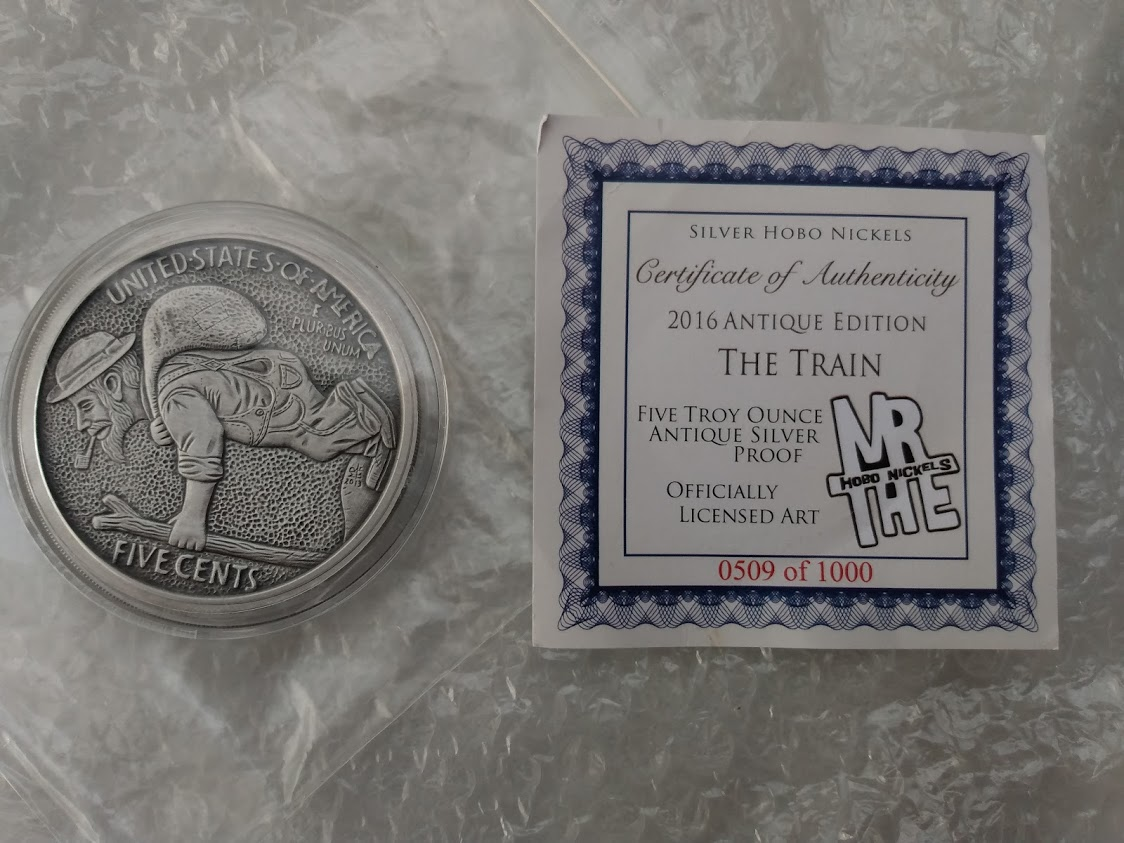 UNITED·STATES·OF·AMERICA
E
PLURIBUS
UNUM
FIVE CENTS
SILVER HOBO NICKELS
Certificate of Authenticity
2016 ANTIQUE EDITION
THE TRAIN
FIVE TROY OUNCE
ANTIQUE SILVER
PROOF
OFFICIALLY
LICENSED ART
MR
HOBO NICKELS
THE
0509 of 1000